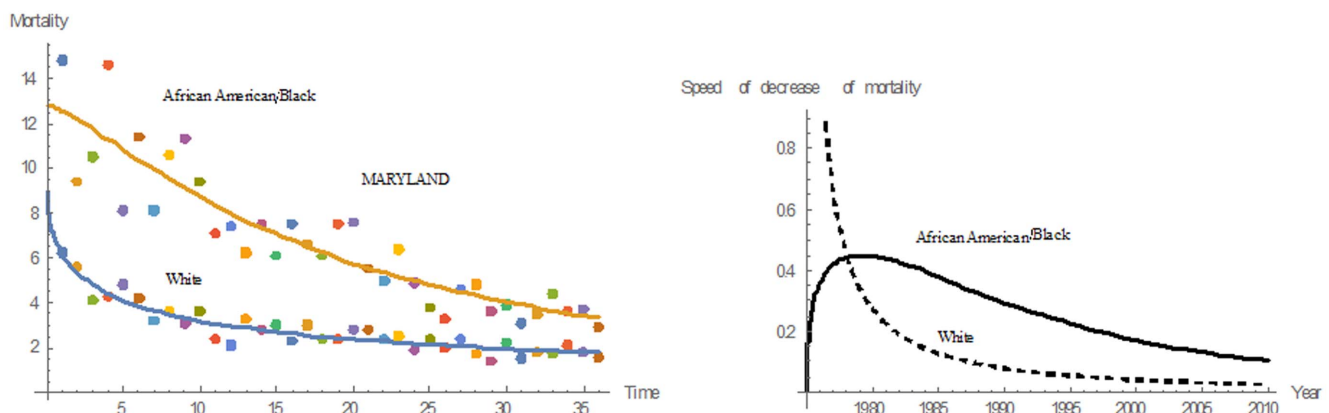 Mortality
14
12
10
8
6
4
2
African American/Black
MARYLAND
White
5
10
15
20
25
30
35
Time
Speed of decrease of mortality
0.8
0.6
0.4
0.2
African American/Black
White
1980
1985
1990
1995
2000
2005
2010
Year